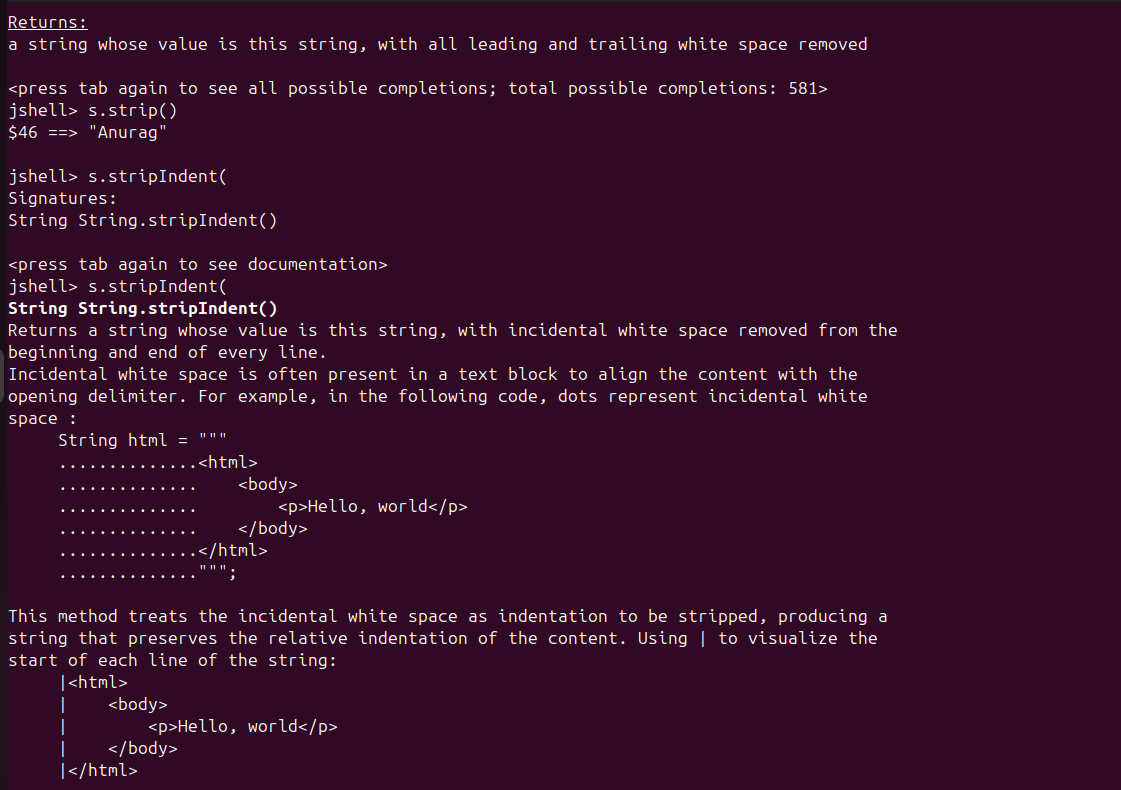 Returns:
a string whose value is this string, with all leading and trailing white space removed
<press tab again to see all possible completions; total possible completions: 581>
jshell> s.strip()
$46 ==> "Anurag"
jshell> s.stripIndent(
Signatures:
String String.stripIndent()
<press tab again to see documentation>
jshell> s.stripIndent(
String String.stripIndent()
Returns a string whose value is this string, with incidental white space removed from the
beginning and end of every line.
Incidental white space is often present in a text block to align the content with the
opening delimiter. For example, in the following code, dots represent incidental white
space :
     String html = """
     ..............<html>
     ..............    <body>
     ..............        <p>Hello, world</p>
     ..............    </body>
     ..............</html>
     ..............""";
This method treats the incidental white space as indentation to be stripped, producing a
string that preserves the relative indentation of the content. Using | to visualize the
start of each line of the string:
     |<html>
     |    <body>
     |        <p>Hello, world</p>
     |    </body>
     |</html>